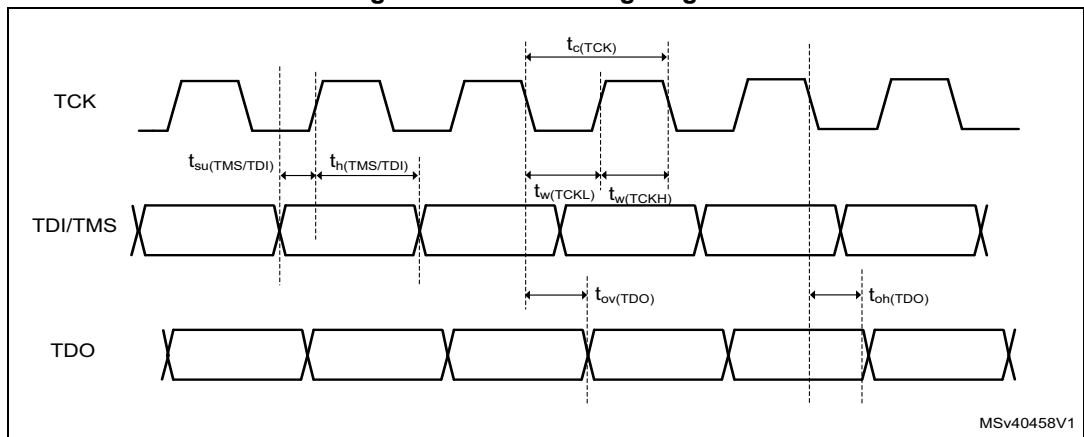 tc(TCK)
TCK
tsu(TMS/TDI)
th(TMS/TDI)
tw(TCKL)
tw(TCKH)
TDI/TMS
tov(TDO)
toh(TDO)
TDO
MSv40458V1